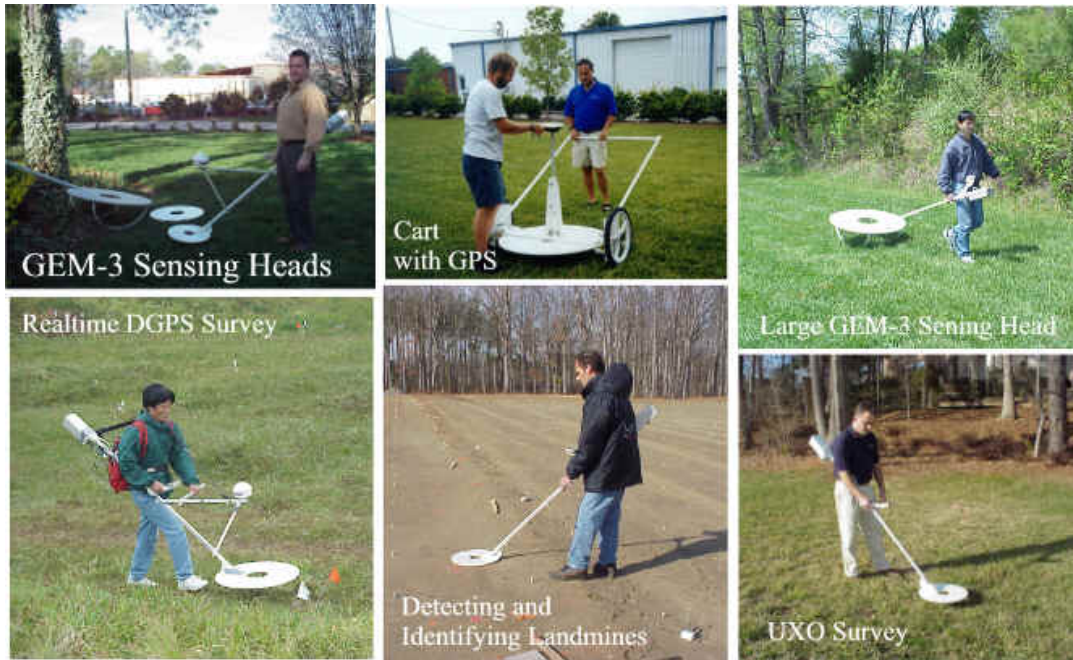 GEM-3 Sensing Heads
Cart
with GPS
Large GEM-3 Sening Head
Realtime DGPS Survey
Detecting and
Identifying Landmines
UXO Survey